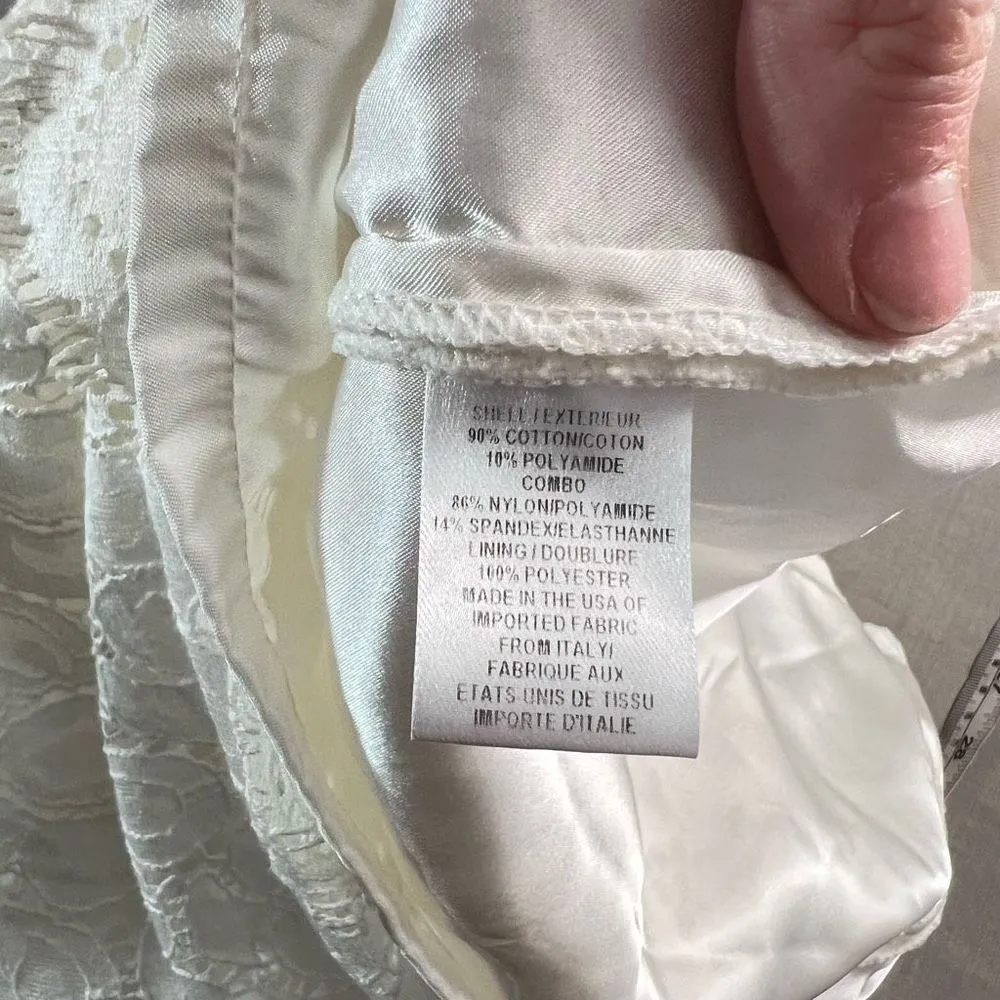 SHELL / EXTERIEUR
90% COTTON/COTON
10% POLYAMIDE
COMBO
86% NYLON/POLYAMIDE
14% SPANDEX/ELASTHANNE
LINING / DOUBLURE
100% POLYESTER
MADE IN THE USA OF
IMPORTED FABRIC
FROM ITALY/
FABRIQUE AUX
ETATS UNIS DE TISSU
IMPORTE D'ITALIE
28